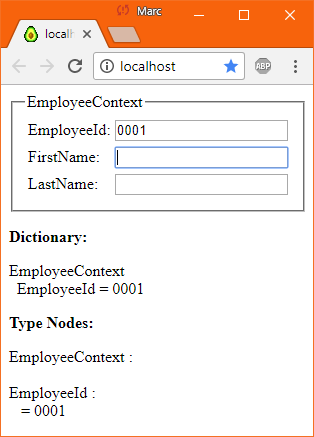 Marc
localh
localhost
ABP
EmployeeContext
EmployeeId: 0001
FirstName:
LastName:
Dictionary:
EmployeeContext
EmployeeId = 0001
Type Nodes:
EmployeeContext :
EmployeeId :
= 0001